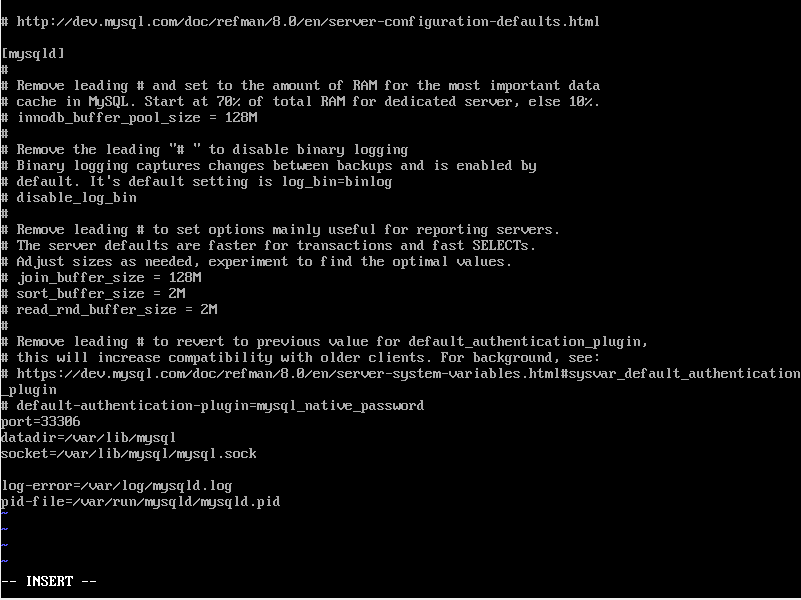 # http://dev.mysql.com/doc/refman/8.0/en/server-configuration-defaults.html
[mysqld]
#
# Remove leading # and set to the amount of RAM for the most important data
# cache in MySQL. Start at 70% of total RAM for dedicated server, else 10%.
# innodb_buffer_pool_size = 128M
#
# Remove the leading "# " to disable binary logging
# Binary logging captures changes between backups and is enabled by
# default. It's default setting is log_bin=binlog
# disable_log_bin
#
# Remove leading # to set options mainly useful for reporting servers.
# The server defaults are faster for transactions and fast SELECTs.
# Adjust sizes as needed, experiment to find the optimal values.
# join_buffer_size = 128M
# sort_buffer_size = 2M
# read_rnd_buffer_size = 2M
#
# Remove leading # to revert to previous value for default_authentication_plugin,
# this will increase compatibility with older clients. For background, see:
# https://dev.mysql.com/doc/refman/8.0/en/server-system-variables.html#sysvar_default_authentication
_plugin
# default-authentication-plugin=mysql_native_password
port=33306
datadir=/var/lib/mysql
socket=/var/lib/mysql/mysql.sock
log-error=/var/log/mysqld.log
pid-file=/var/run/mysqld/mysqld.pid
~
~
~
~
-- INSERT --